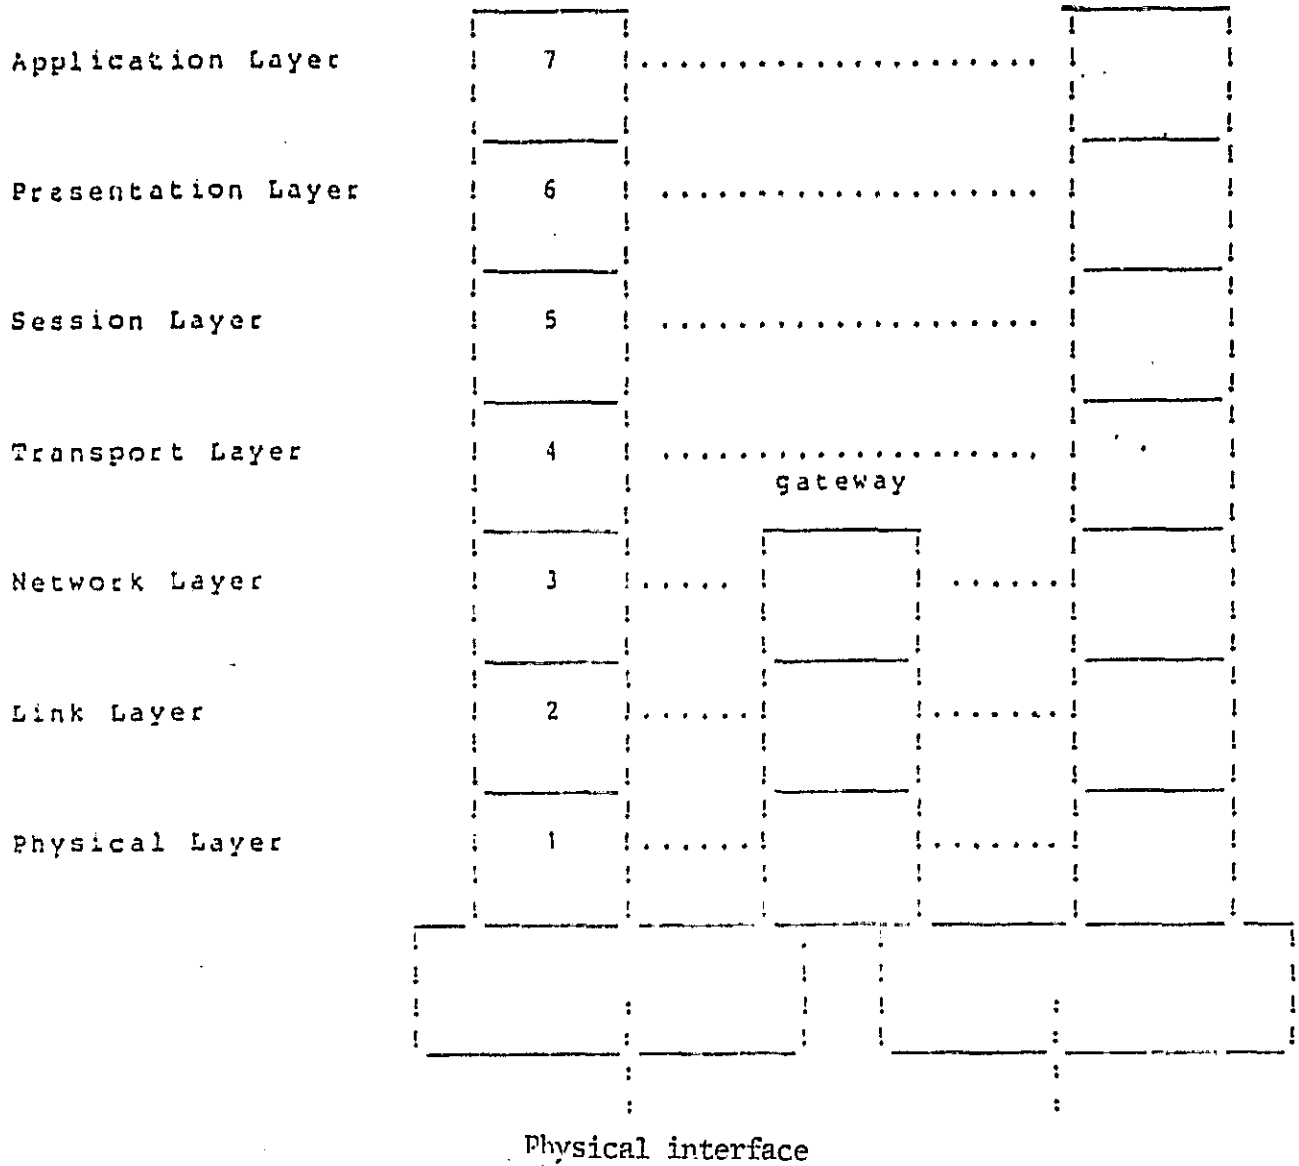 Application Layer 7
Presentation Layer 6
Session Layer 5
Transport Layer 4
gateway
Network Layer 3
Link Layer 2
Physical Layer 1
Physical interface